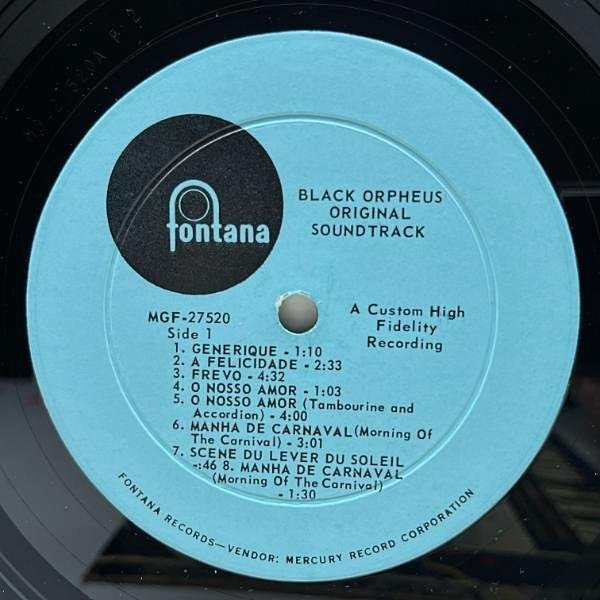 fontana
BLACK ORPHEUS
ORIGINAL
SOUNDTRACK
MGF-27520
Side 1
A Custom High
Fidelity
Recording
1. GENERIQUE - 1:10
2. A FELICIDADE - 2:33
3. FREVO - 4:32
4. O NOSSO AMOR - 1:03
5. O NOSSO AMOR (Tambourine and
Accordion) - 4:00
6. MANHA DE CARNAVAL (Morning Of
The Carnival) - 3:01
7. SCENE DU LEVER DU SOLEIL
-:46 8. MANHA DE CARNAVAL
(Morning Of The Carnival)
- 1:30
FONTANA RECORDS—VENDOR: MERCURY RECORD CORPORATION